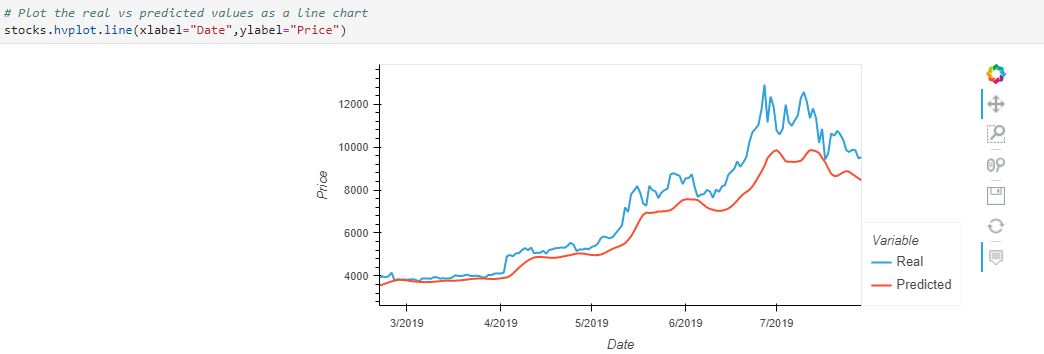 # Plot the real vs predicted values as a line chart
stocks.hvplot.line(xlabel="Date",ylabel="Price")
12000
10000
8000
6000
4000
Price
3/2019 4/2019 5/2019 6/2019 7/2019
Date
Variable
Real
Predicted